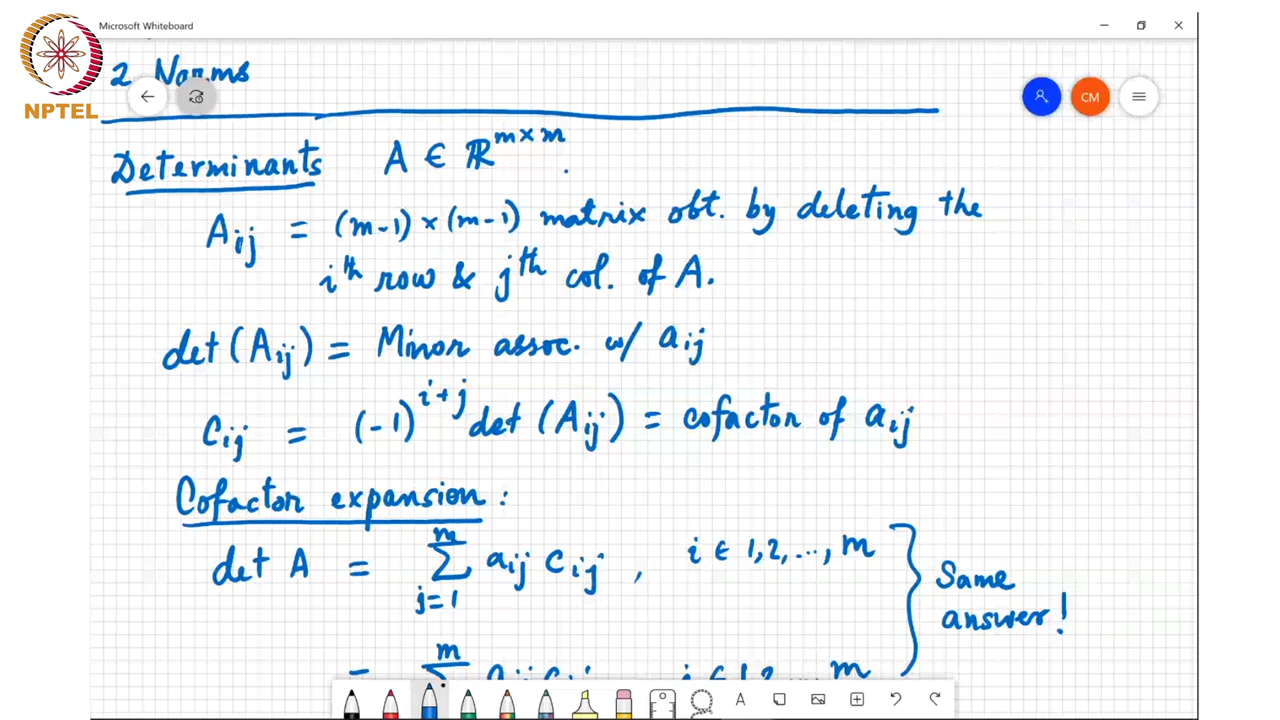 Microsoft Whiteboard
NPTEL
CM
2 Norms
Determinants A ∈ ℝ^{m×m}.
A_{ij} = (m-1) × (m-1) matrix obt. by deleting the
i^{th} row & j^{th} col. of A.
det(A_{ij}) = Minor assoc. w/ a_{ij}
C_{ij} = (-1)^{i+j} det(A_{ij}) = cofactor of a_{ij}
Cofactor expansion:
det A = \sum_{j=1}^{m} a_{ij} c_{ij}, i ∈ 1,2,..., m
Same
answer!
= \sum^{m}